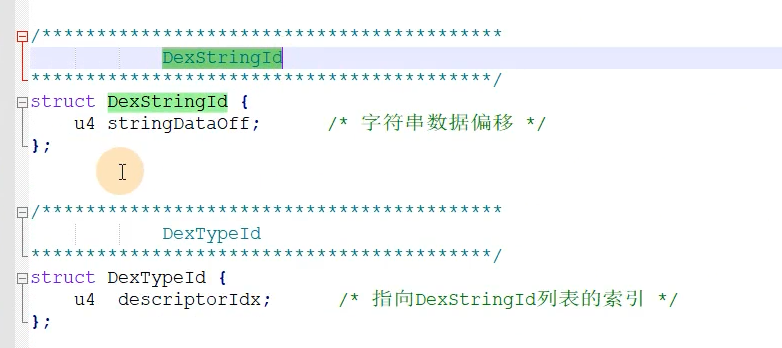 /******************************************
DexStringId
******************************************/
struct DexStringId {
u4 stringDataOff; /* 字符串数据偏移 */
};
/******************************************
DexTypeId
******************************************/
struct DexTypeId {
u4 descriptorIdx; /* 指向DexStringId列表的索引 */
};